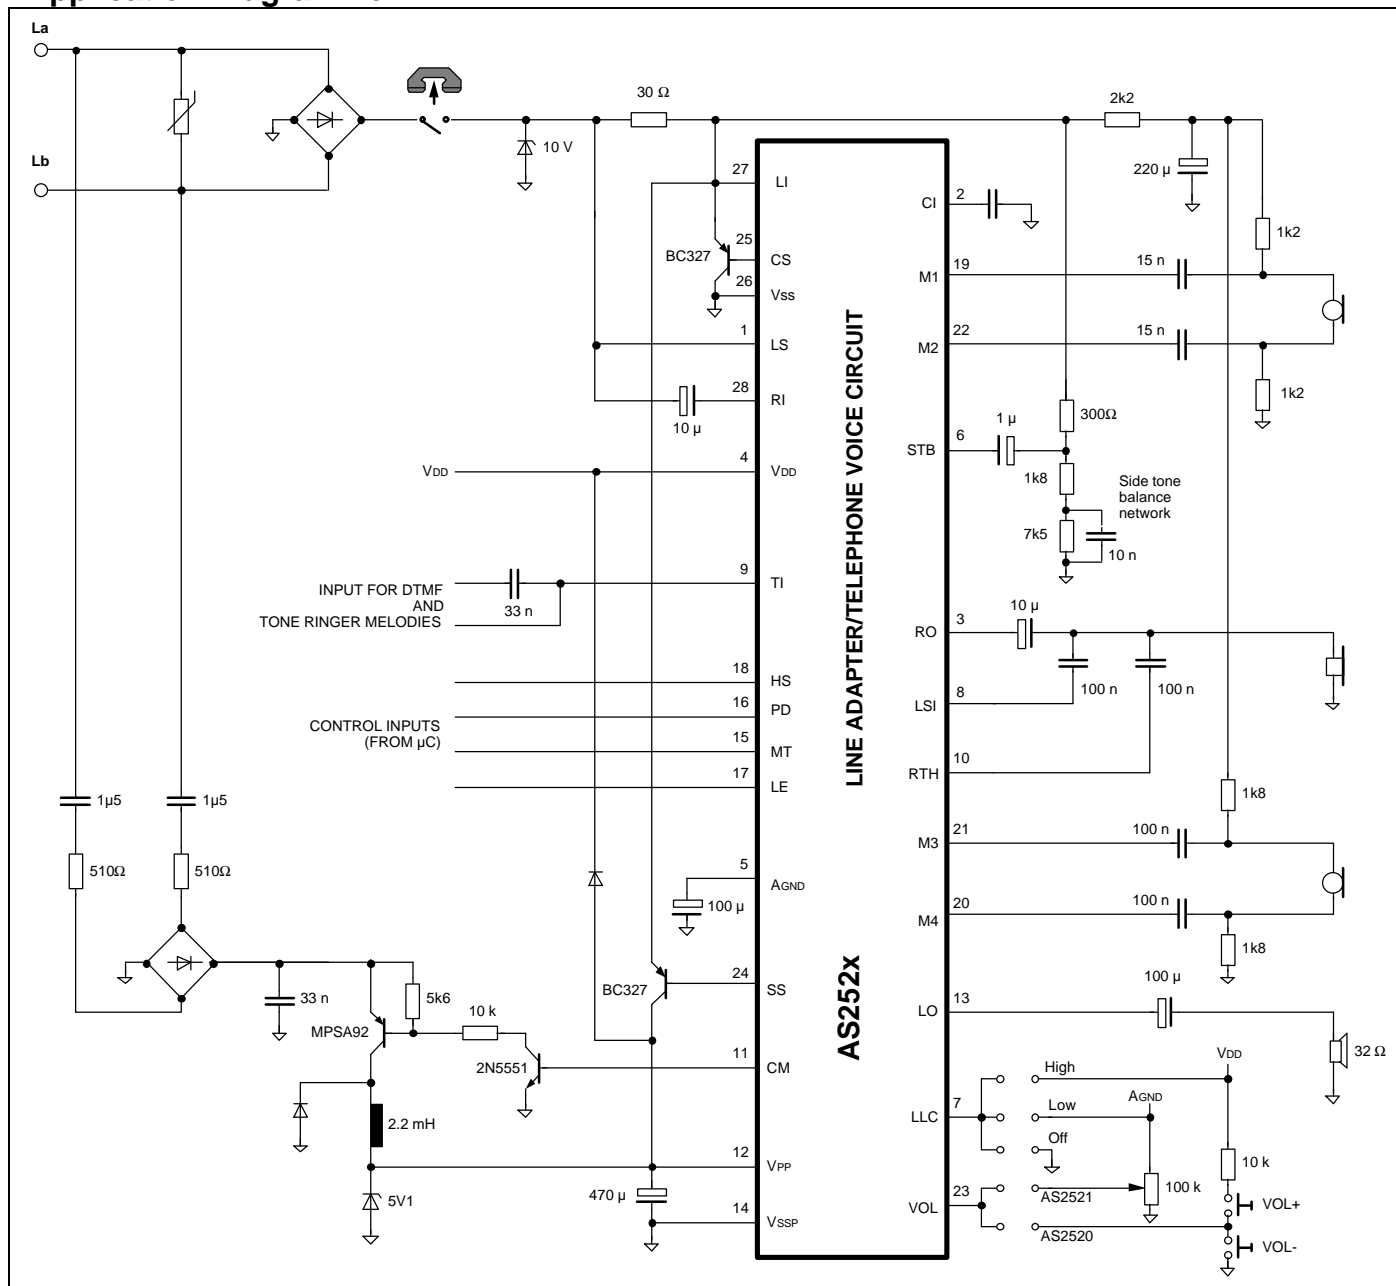 La
Lb
30 Ω
10 V
2k2
220 µ
1k2
1k2
27
LI
BC327
25
CS
26
Vss
1
LS
28
RI
10 µ
VDD
4
VDD
INPUT FOR DTMF
AND
TONE RINGER MELODIES
33 n
9
TI
18
HS
16
PD
CONTROL INPUTS
(FROM µC)
15
MT
17
LE
1µ5
1µ5
510Ω
510Ω
5
AGND
100 µ
BC327
24
SS
33 n
5k6
10 k
MPSA92
2N5551
11
CM
2.2 mH
12
VPP
5V1
470 µ
14
VSSP
LINE ADAPTER/TELEPHONE VOICE CIRCUIT
AS252x
CI
2
M1
19
15 n
M2
22
15 n
300Ω
STB
6
1 µ
1k8
7k5
10 n
Side tone
balance
network
RO
3
10 µ
100 n
100 n
LSI
8
RTH
10
1k8
M3
21
100 n
M4
20
100 n
1k8
LO
13
100 µ
32 Ω
LLC
7
High
Low
Off
VDD
AGND
10 k
100 k
VOL
23
AS2521
AS2520
VOL+
VOL-